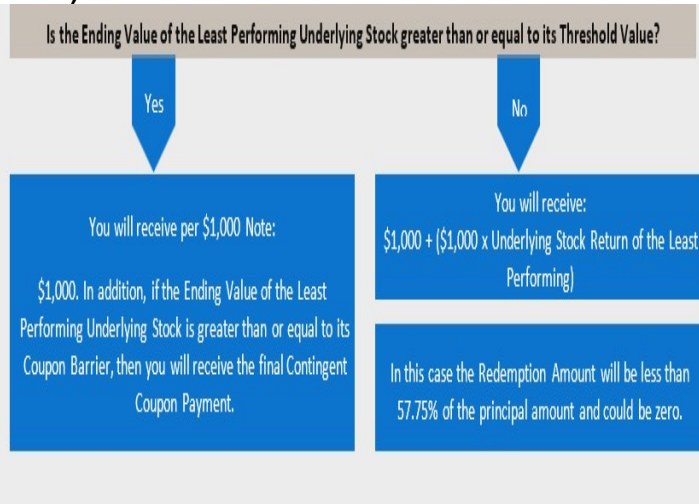 Is the Ending Value of the Least Performing Underlying Stock greater than or equal to its Threshold Value?
Yes
No
You will receive per $1,000 Note:
$1,000. In addition, if the Ending Value of the Least
Performing Underlying Stock is greater than or equal to its
Coupon Barrier, then you will receive the final Contingent
Coupon Payment.
You will receive:
$1,000 + ($1,000 x Underlying Stock Return of the Least
Performing)
In this case the Redemption Amount will be less than
57.75% of the principal amount and could be zero.